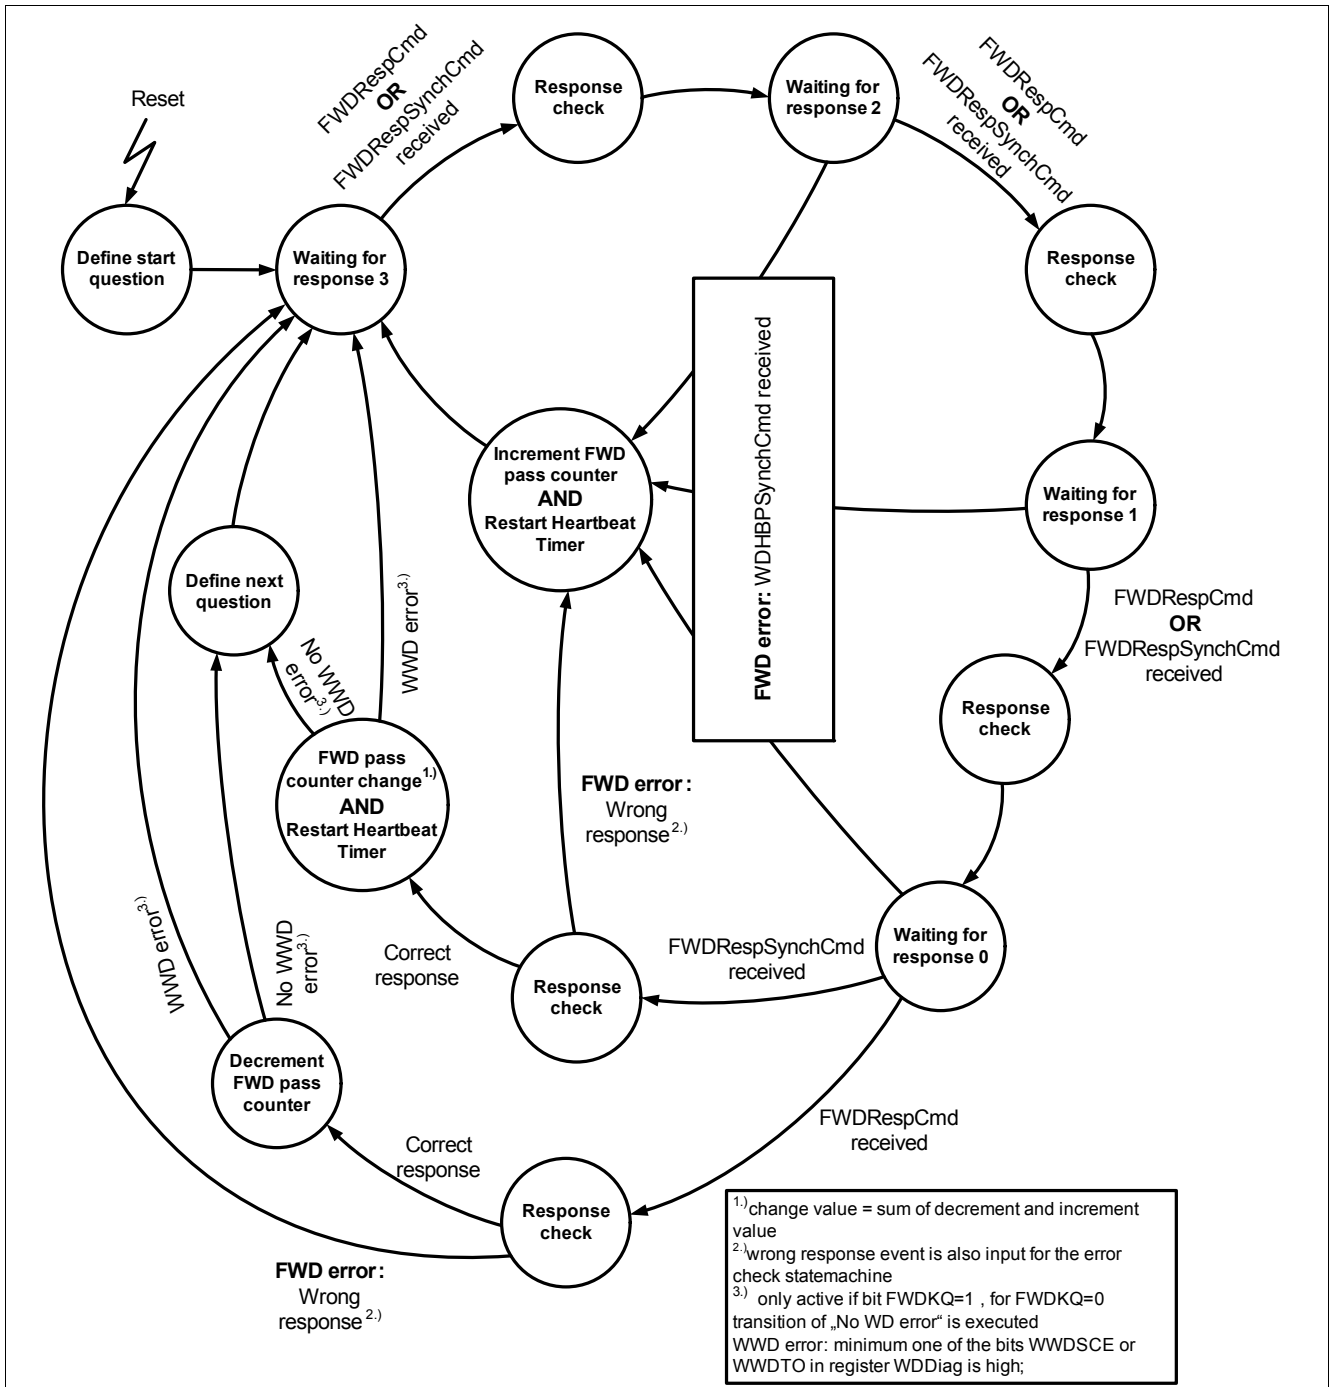 Reset
FWDRespCmd
OR
FWDRespSynchCmd
received
Response
check
Waiting for
response 2
FWDRespCmd
OR
FWDRespSynchCmd
received
Define start
question
Waiting for
response 3
Response
check
FWD error: WDHBPSynchCmd received
Increment FWD
pass counter
AND
Restart Heartbeat
Timer
Waiting for
response 1
Define next
question
WWD error3.)
No WWD
error3.)
FWDRespCmd
OR
FWDRespSynchCmd
received
Response
check
FWD pass
counter change1.)
AND
Restart Heartbeat
Timer
FWD error:
Wrong
response2.)
WWD error3.)
No WWD
error3.)
Correct
response
FWDRespSynchCmd
received
Waiting for
response 0
Response
check
Decrement
FWD pass
counter
FWDRespCmd
received
Correct
response
Response
check
FWD error:
Wrong
response2.)
1.)change value = sum of decrement and increment
value
2.)wrong response event is also input for the error
check statemachine
3.) only active if bit FWDKQ=1 , for FWDKQ=0
transition of „No WD error“ is executed
WWD error: minimum one of the bits WWDSCE or
WWDTO in register WDDiag is high;